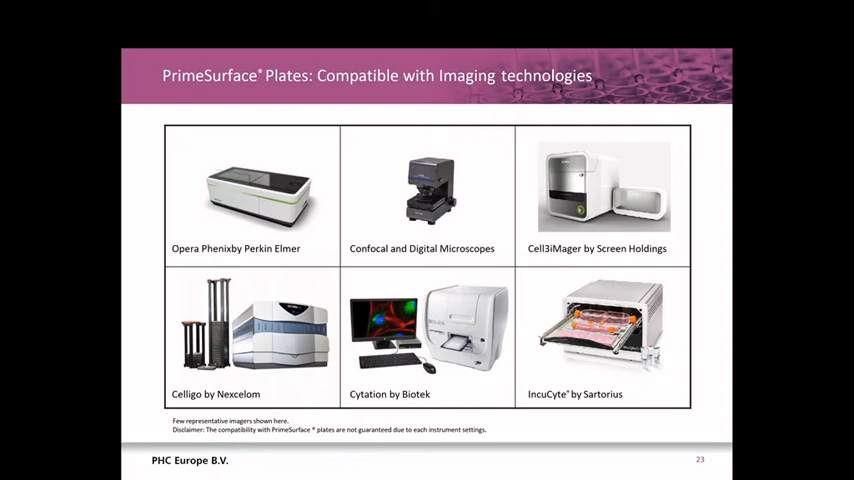 PrimeSurface® Plates: Compatible with Imaging technologies
Opera Phenixby Perkin Elmer
Confocal and Digital Microscopes
Cell3iMager by Screen Holdings
Celligo by Nexcelom
Cytation by Biotek
IncuCyte® by Sartorius
Few representative imagers shown here.
Disclaimer: The compatibility with PrimeSurface ® plates are not guaranteed due to each instrument settings.
PHC Europe B.V.
23